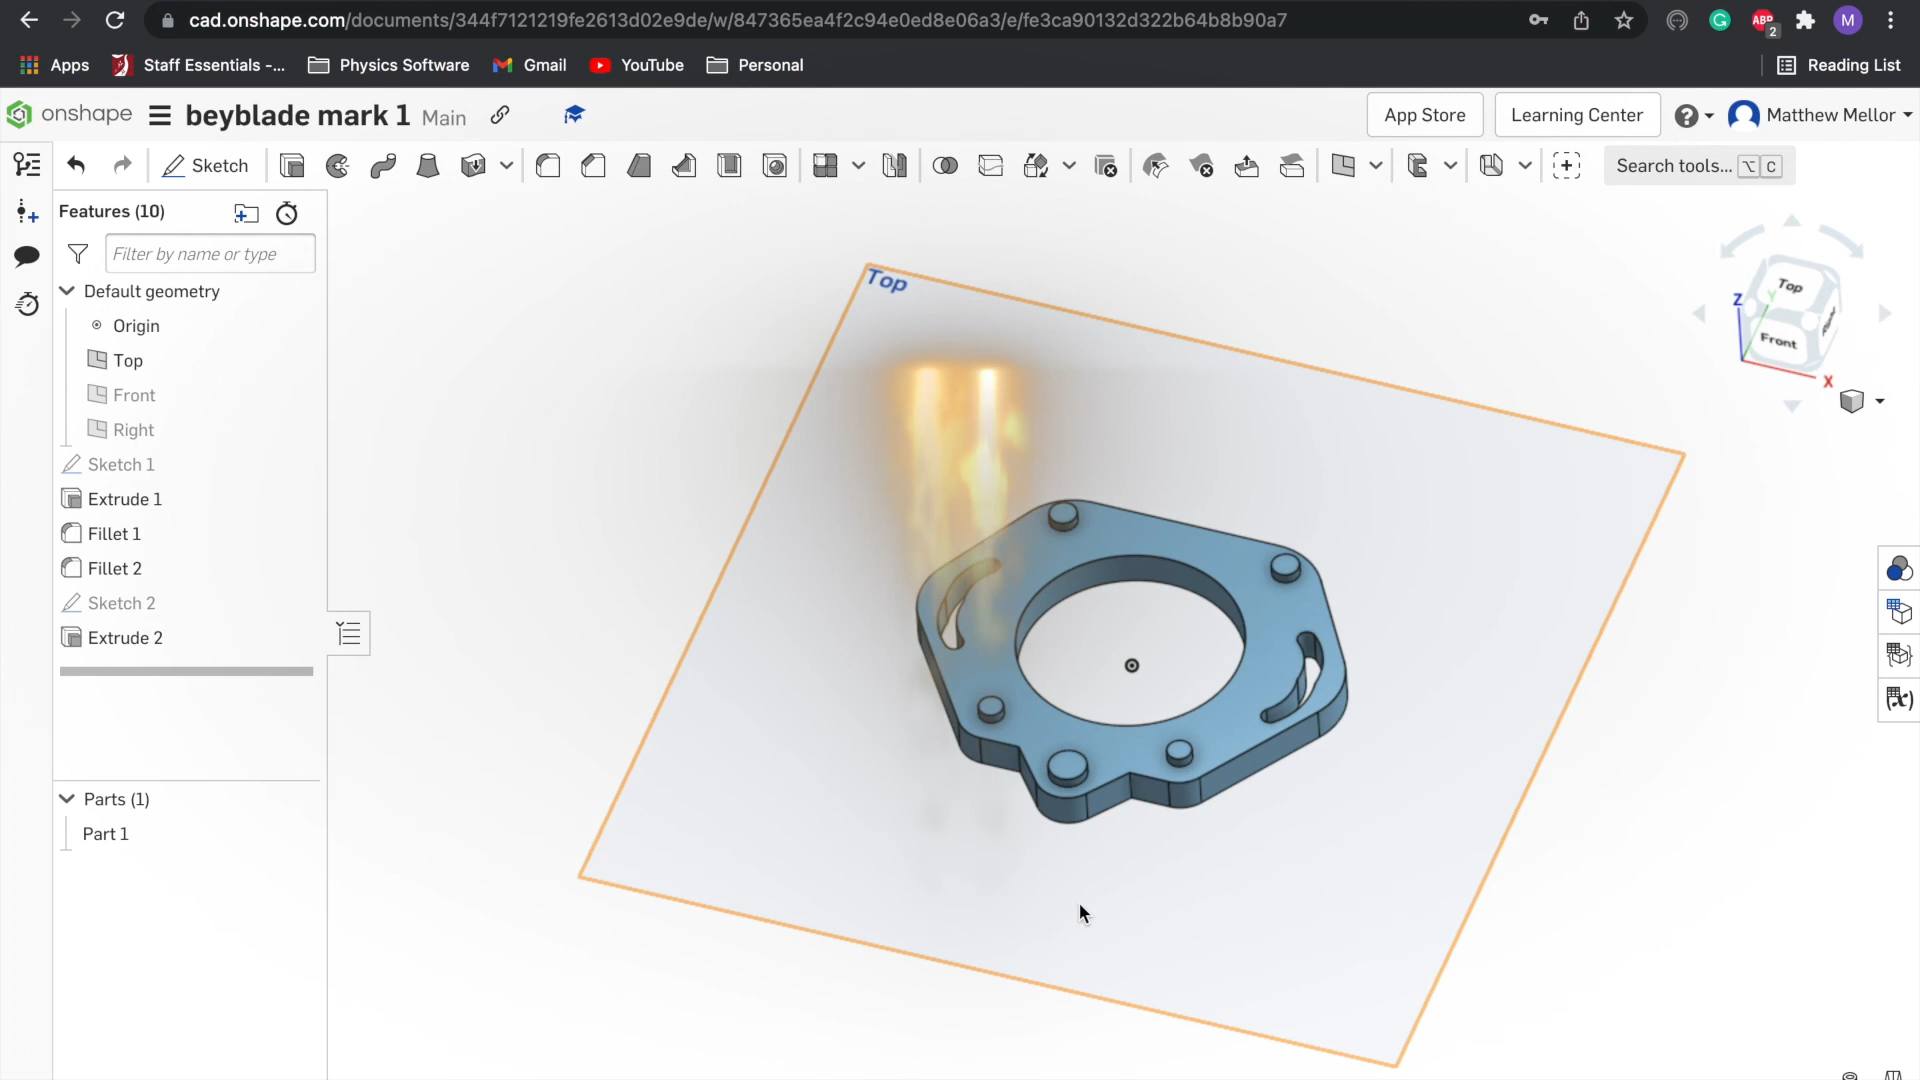 cad.onshape.com/documents/344f7121219fe2613d02e9de/w/847365ea4f2c94e0ed8e06a3/e/fe3ca90132d322b64b8b90a7
ABP
2
M
Apps
Staff Essentials -...
Physics Software
Gmail
YouTube
Personal
Reading List
onshape
beyblade mark 1 Main
App Store
Learning Center
Matthew Mellor
Sketch
Search tools... ⌥ C
Features (10)
Filter by name or type
Default geometry
Origin
Top
Front
Right
Sketch 1
Extrude 1
Fillet 1
Fillet 2
Sketch 2
Extrude 2
Parts (1)
Part 1
Top
Top
Front
Z
Y
X